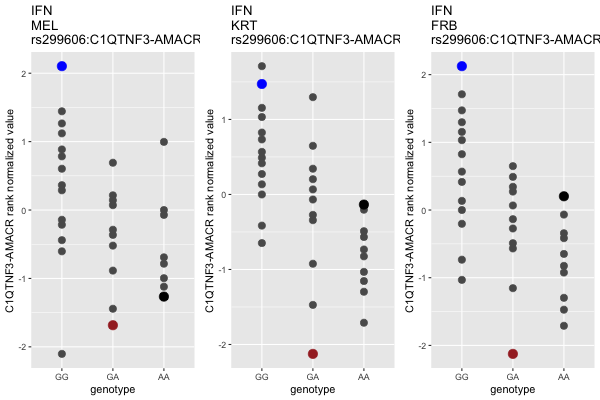 IFN
MEL
rs299606:C1QTNF3-AMACR
C1QTNF3-AMACR rank normalized value
2
1
0
-1
-2
GG
GA
AA
genotype
IFN
KRT
rs299606:C1QTNF3-AMACR
C1QTNF3-AMACR rank normalized value
1
0
-1
-2
GG
GA
AA
genotype
IFN
FRB
rs299606:C1QTNF3-AMACR
C1QTNF3-AMACR rank normalized value
2
1
0
-1
-2
GG
GA
AA
genotype